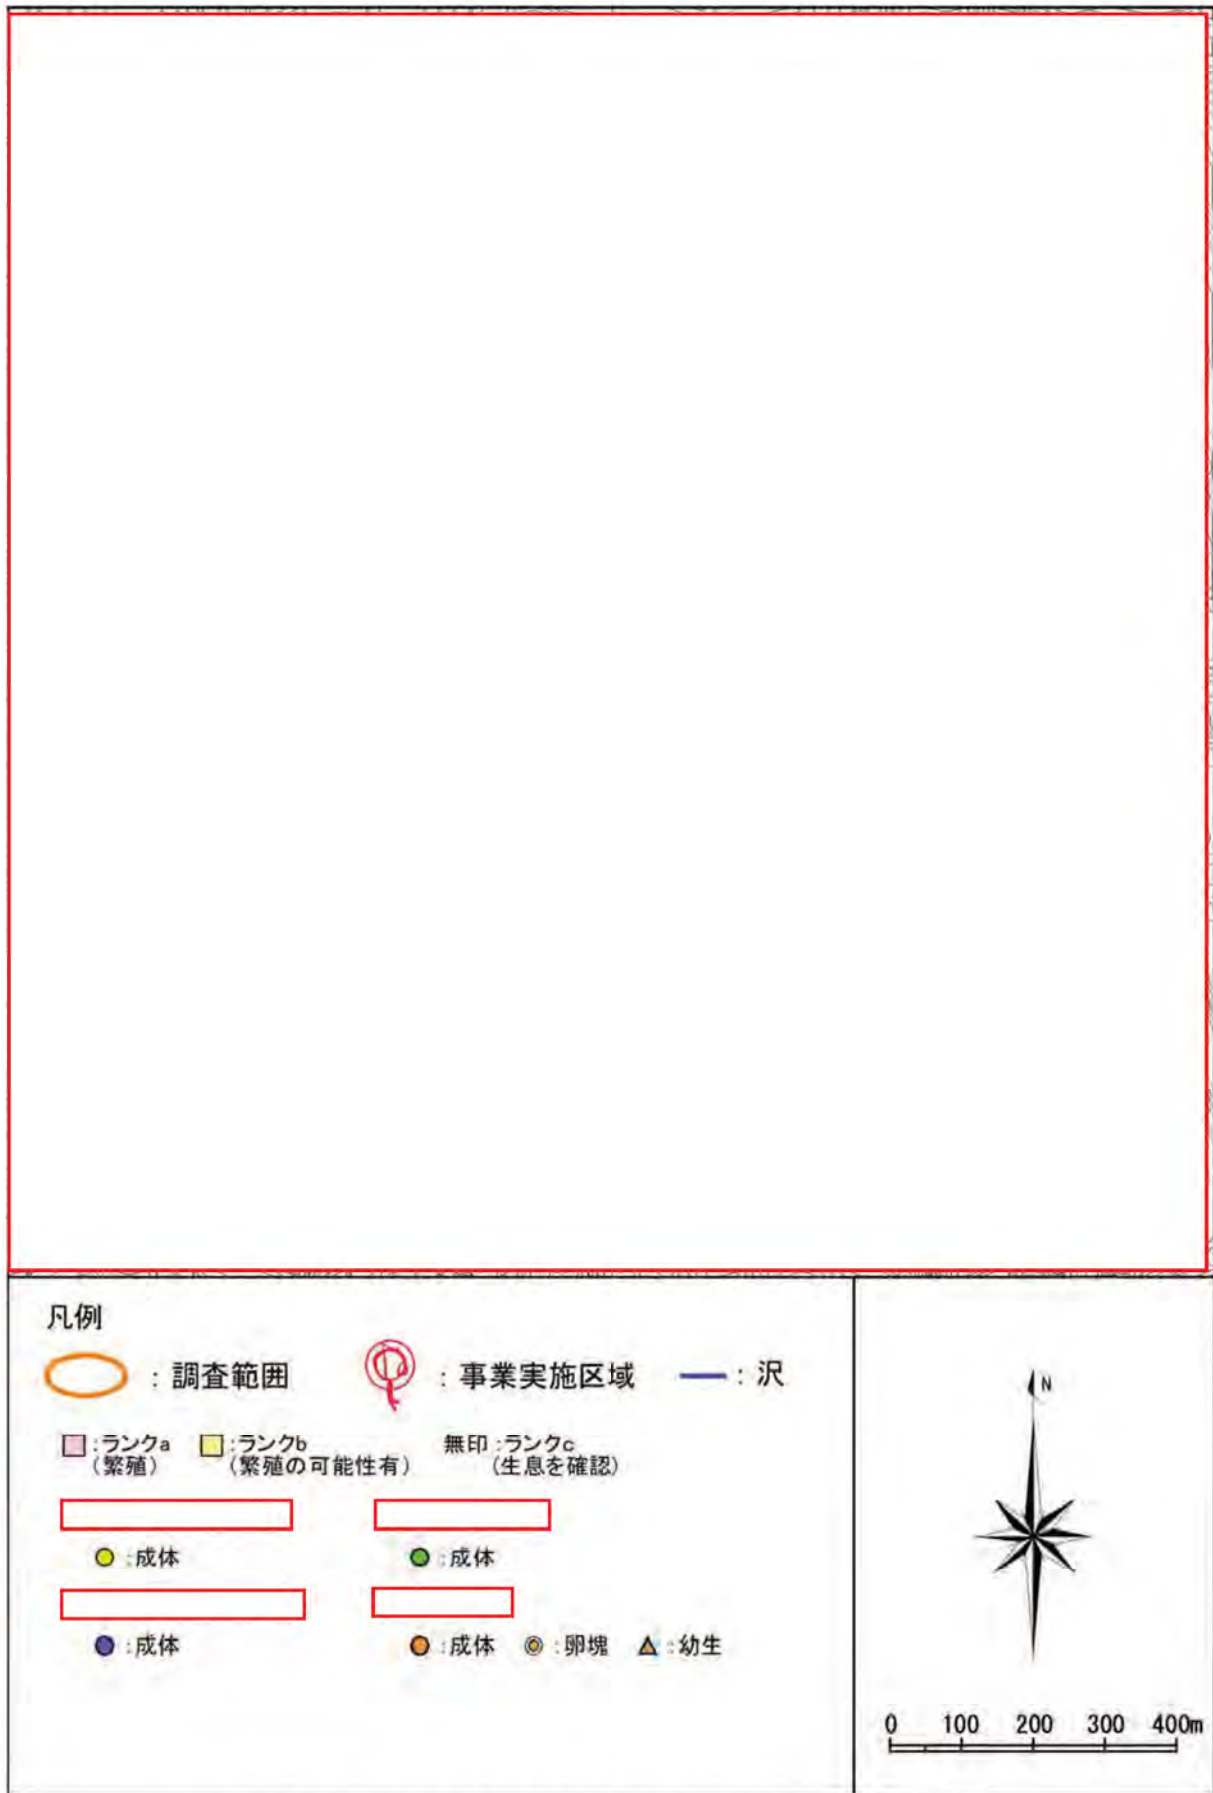 凡例
：調査範囲 ：事業実施区域 ：沢
:ランクa :ランクb 無印:ランクc
(繁殖) (繁殖の可能性有) (生息を確認)
:成体 :成体
:成体 :成体 :卵塊 :幼生
N
0 100 200 300 400m